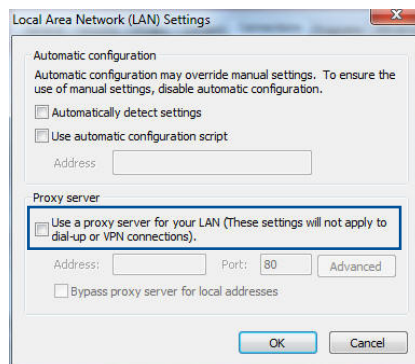 Local Area Network (LAN) Settings
Automatic configuration
Automatic configuration may override manual settings. To ensure the
use of manual settings, disable automatic configuration.
Automatically detect settings
Use automatic configuration script
Address
Proxy server
Use a proxy server for your LAN (These settings will not apply to
dial-up or VPN connections).
Address: Port: 80 Advanced
Bypass proxy server for local addresses
OK Cancel